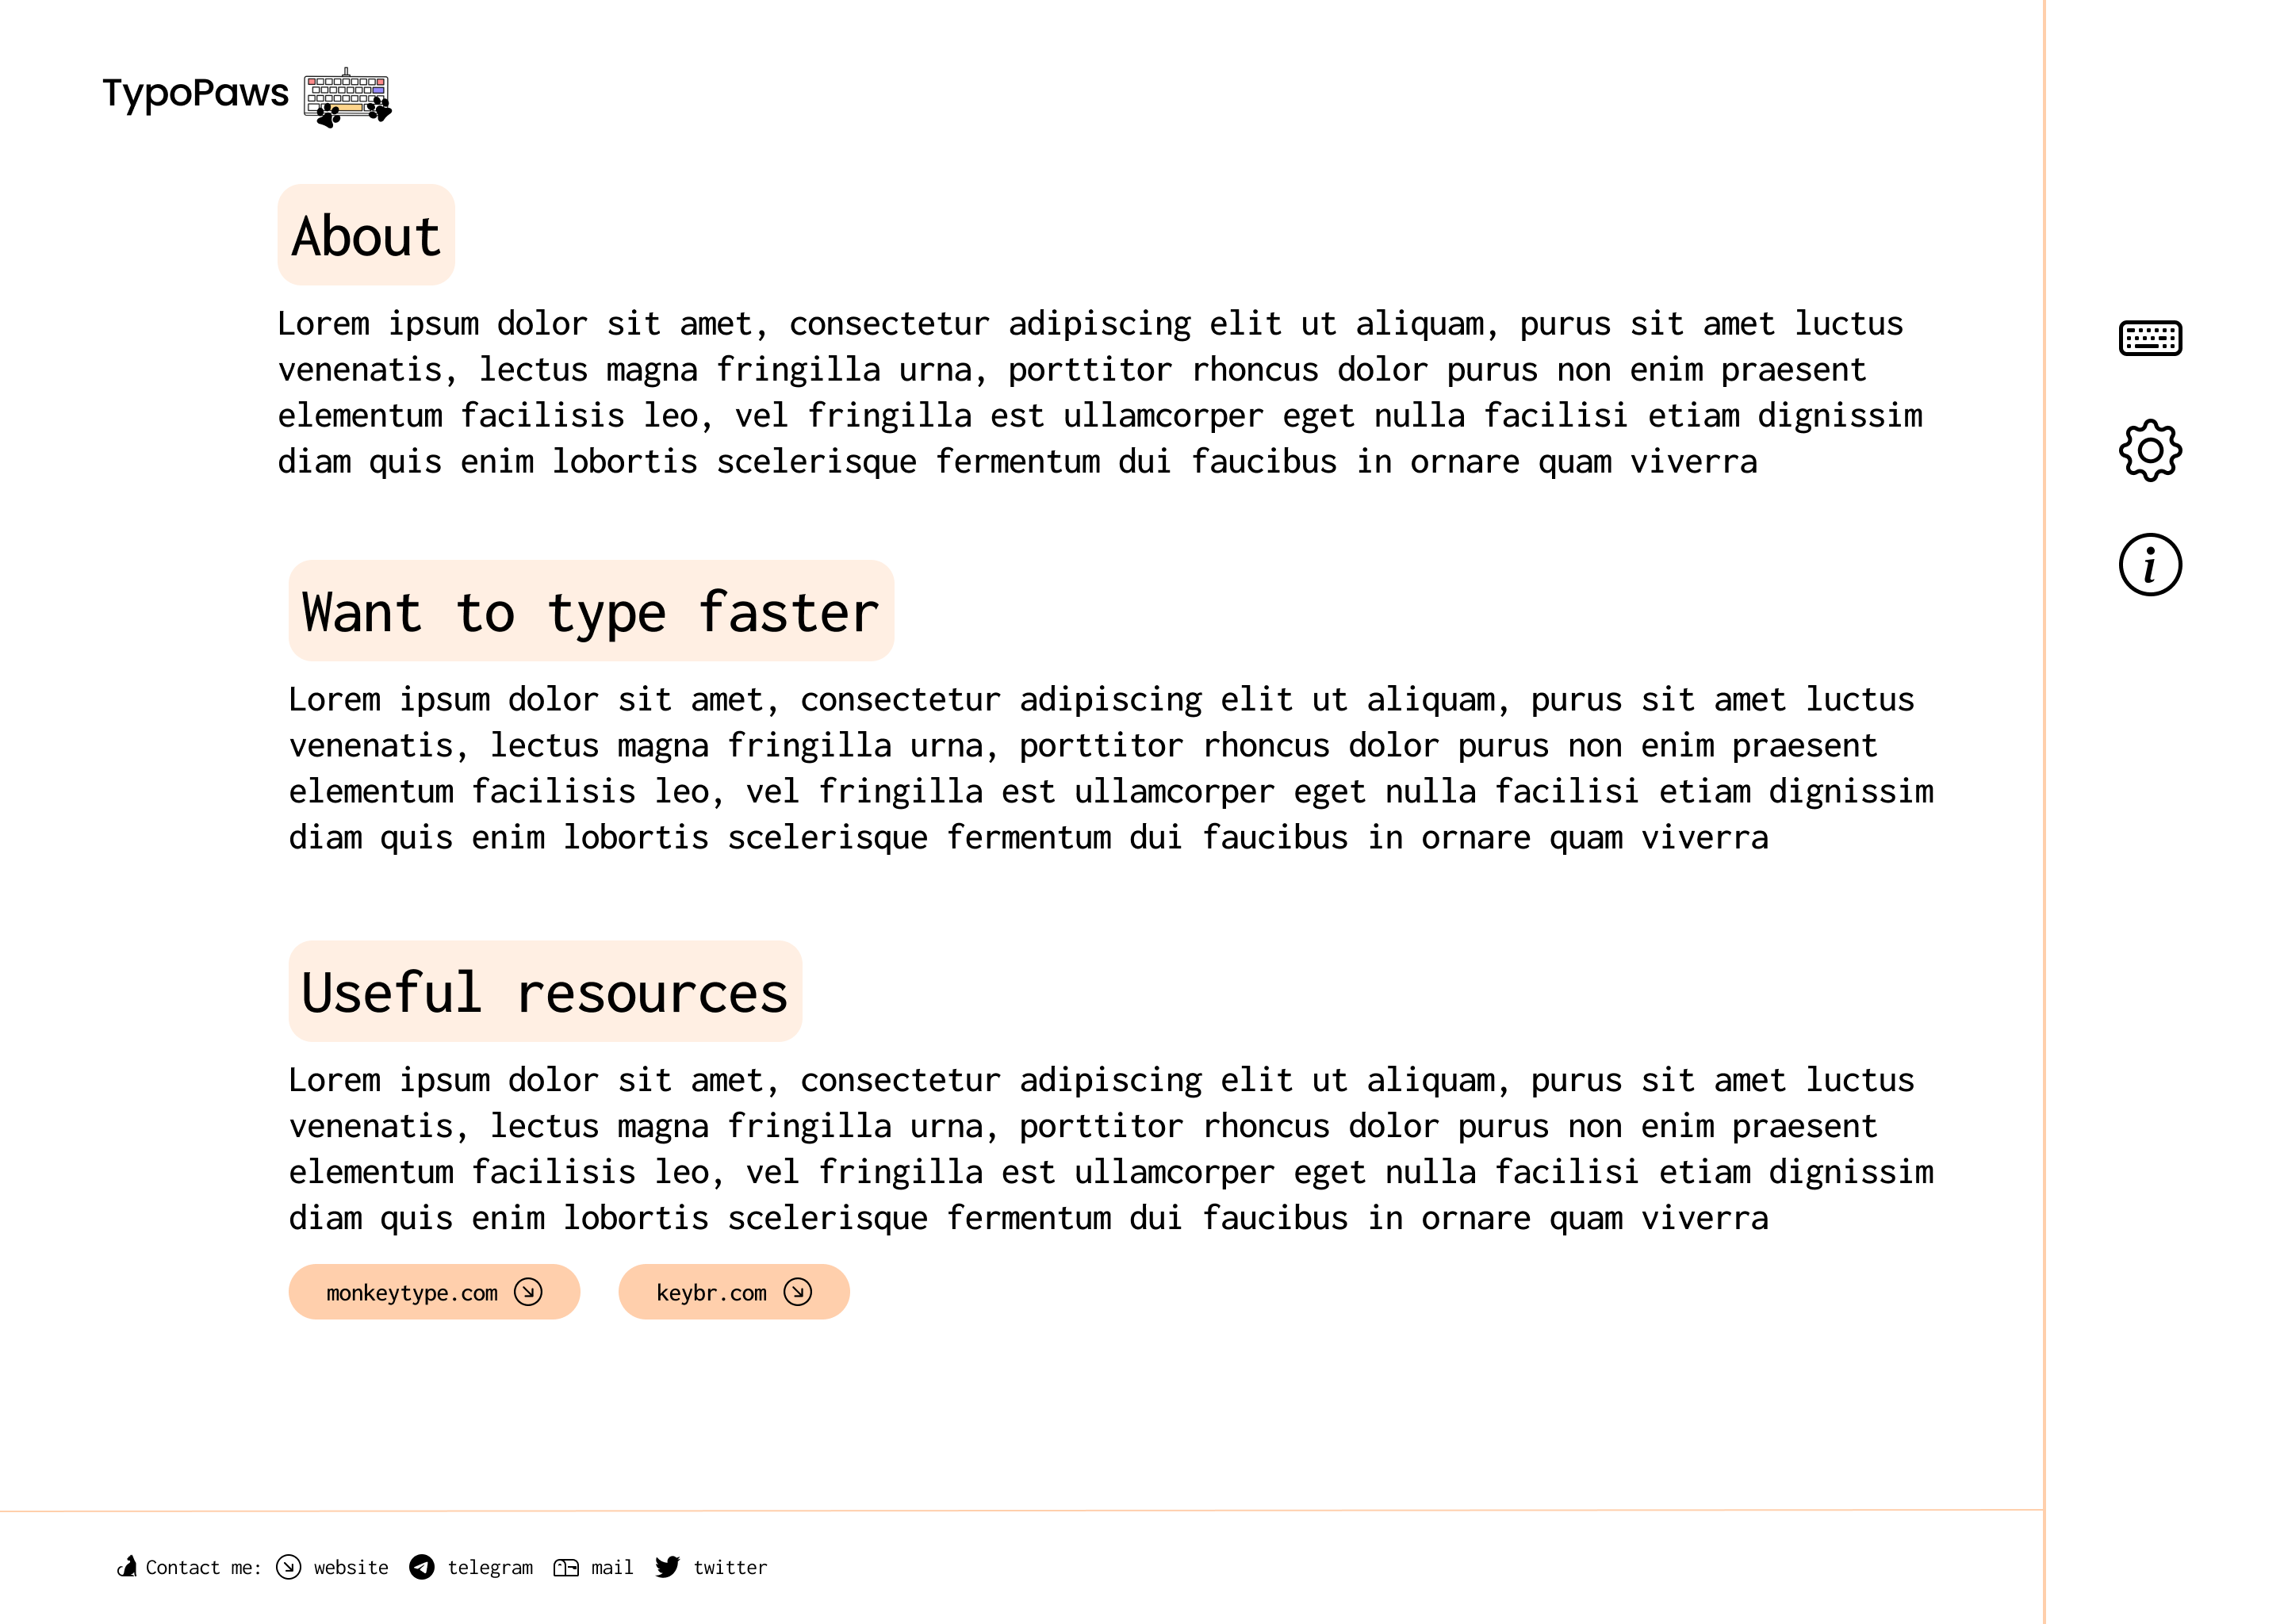 TypoPaws
About
Lorem ipsum dolor sit amet, consectetur adipiscing elit ut aliquam, purus sit amet luctus
venenatis, lectus magna fringilla urna, porttitor rhoncus dolor purus non enim praesent
elementum facilisis leo, vel fringilla est ullamcorper eget nulla facilisi etiam dignissim
diam quis enim lobortis scelerisque fermentum dui faucibus in ornare quam viverra
Want to type faster
Lorem ipsum dolor sit amet, consectetur adipiscing elit ut aliquam, purus sit amet luctus
venenatis, lectus magna fringilla urna, porttitor rhoncus dolor purus non enim praesent
elementum facilisis leo, vel fringilla est ullamcorper eget nulla facilisi etiam dignissim
diam quis enim lobortis scelerisque fermentum dui faucibus in ornare quam viverra
Useful resources
Lorem ipsum dolor sit amet, consectetur adipiscing elit ut aliquam, purus sit amet luctus
venenatis, lectus magna fringilla urna, porttitor rhoncus dolor purus non enim praesent
elementum facilisis leo, vel fringilla est ullamcorper eget nulla facilisi etiam dignissim
diam quis enim lobortis scelerisque fermentum dui faucibus in ornare quam viverra
monkeytype.com keybr.com
Contact me: website telegram mail twitter